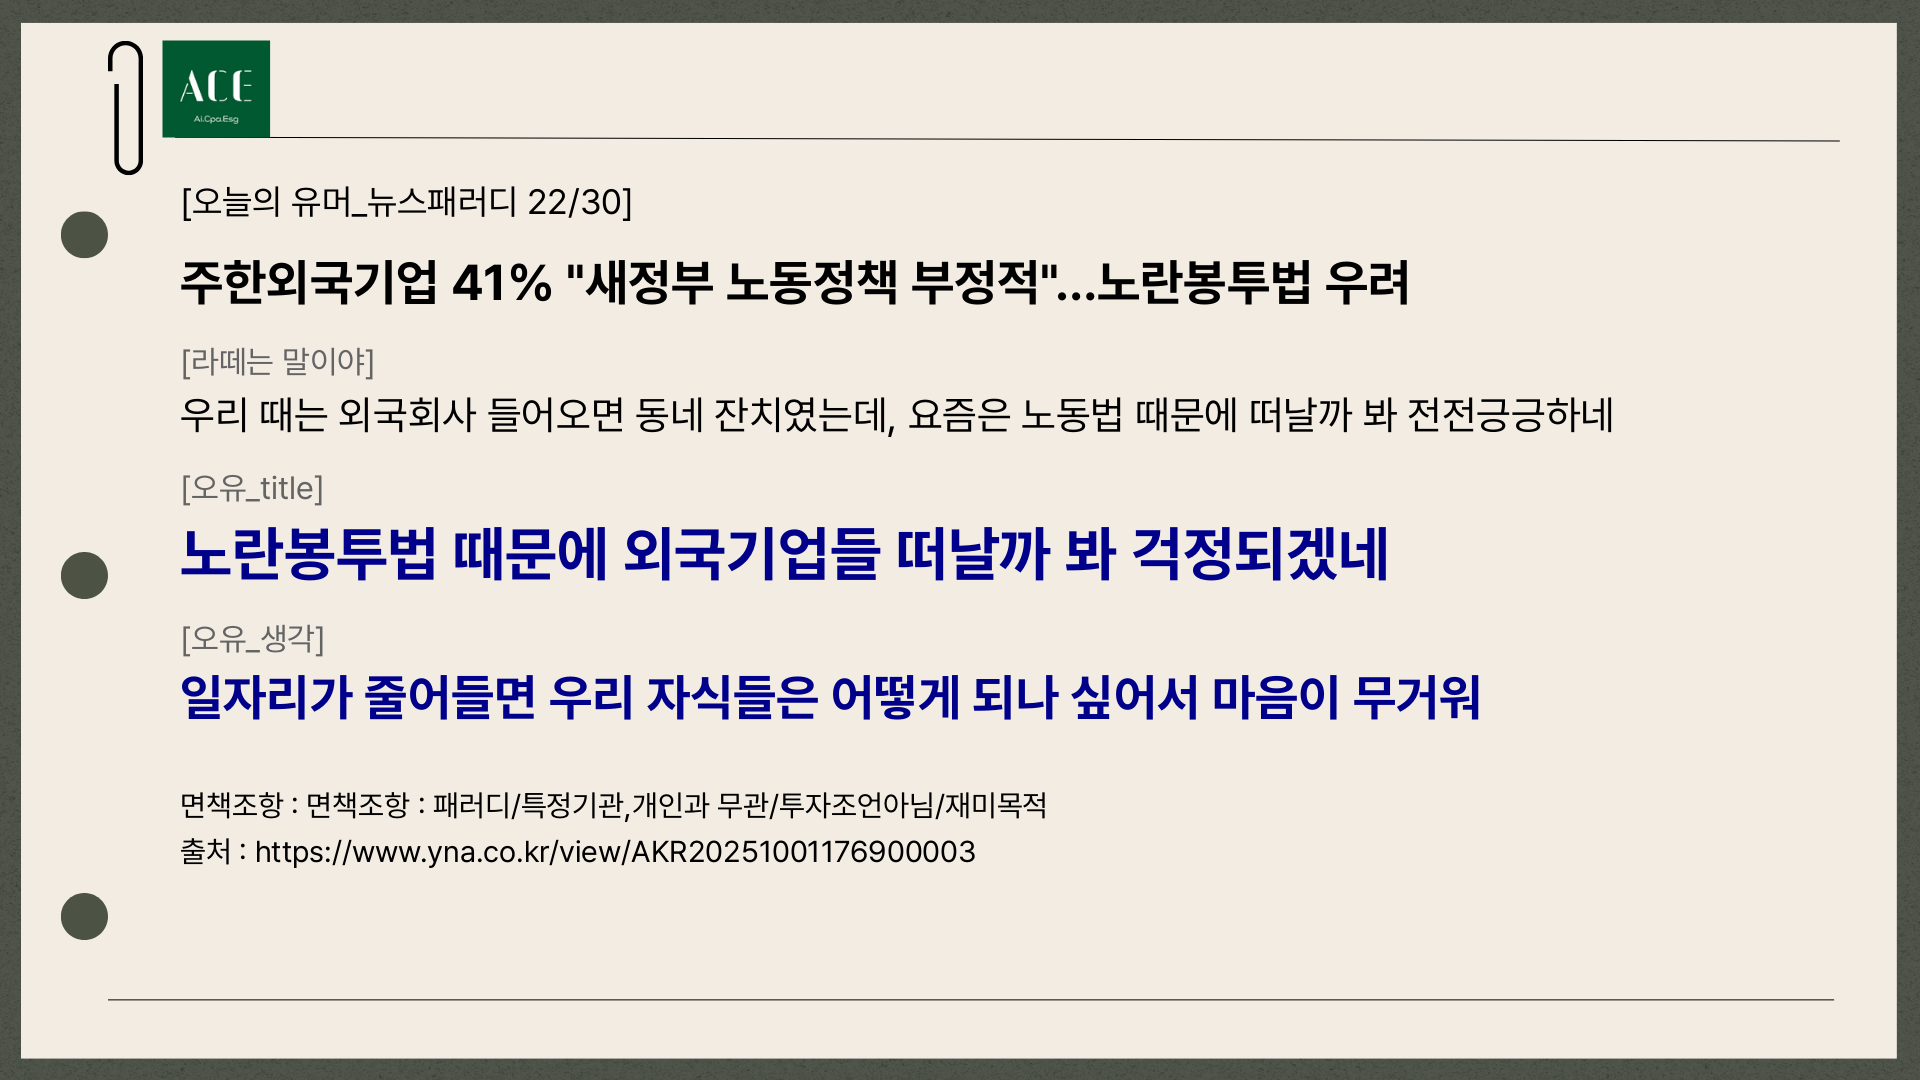 ACE
Ai.Cpa.Esg
[오늘의 유머_뉴스패러디 22/30]
주한외국기업 41% "새정부 노동정책 부정적"...노란봉투법 우려
[라떼는 말이야]
우리 때는 외국회사 들어오면 동네 잔치였는데, 요즘은 노동법 때문에 떠날까 봐 전전긍긍하네
[오유_title]
노란봉투법 때문에 외국기업들 떠날까 봐 걱정되겠네
[오유_생각]
일자리가 줄어들면 우리 자식들은 어떻게 되나 싶어서 마음이 무거워
면책조항 : 면책조항 : 패러디/특정기관,개인과 무관/투자조언아님/재미목적
출처 : https://www.yna.co.kr/view/AKR20251001176900003